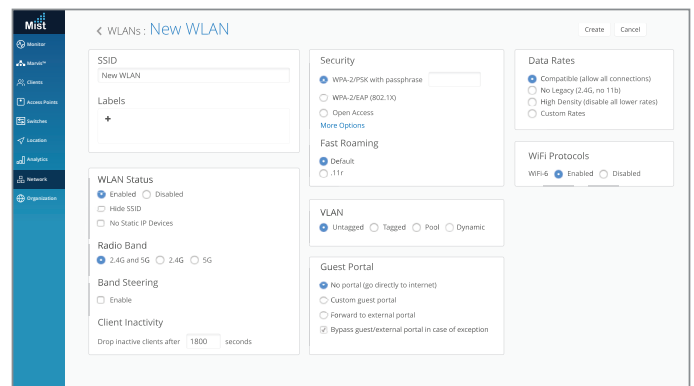 Mist
Monitor
Marvis™
Clients
Access Points
Switches
Location
Analytics
Network
Organization
WLANs : New WLAN
Create Cancel
SSID
New WLAN
Labels
+
WLAN Status
Enabled Disabled
Hide SSID
No Static IP Devices
Radio Band
2.4G and 5G 2.4G 5G
Band Steering
Enable
Client Inactivity
Drop inactive clients after 1800 seconds
Security
WPA-2/PSK with passphrase
WPA-2/EAP (802.1X)
Open Access
More Options
Fast Roaming
Default
.11r
VLAN
Untagged Tagged Pool Dynamic
Guest Portal
No portal (go directly to internet)
Custom guest portal
Forward to external portal
Bypass guest/external portal in case of exception
Data Rates
Compatible (allow all connections)
No Legacy (2.4G, no 11b)
High Density (disable all lower rates)
Custom Rates
WiFi Protocols
WiFi-6 Enabled Disabled